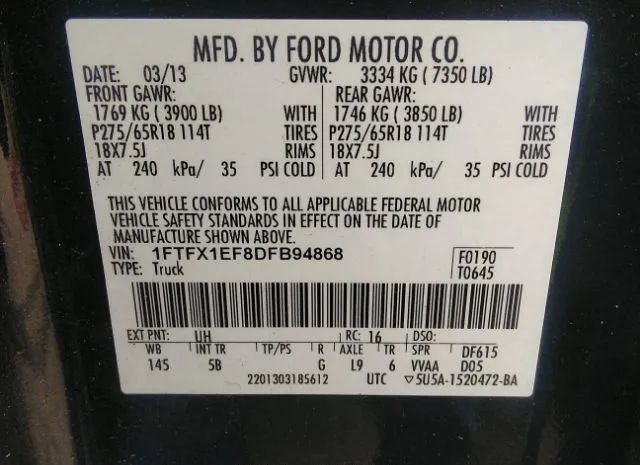 MFD. BY FORD MOTOR CO.
DATE: 03/13 GVWR: 3334 KG ( 7350 LB)
FRONT GAWR: REAR GAWR:
1769 KG ( 3900 LB) WITH 1746 KG ( 3850 LB) WITH
P275/65R18 114T TIRES P275/65R18 114T TIRES
18X7.5J RIMS 18X7.5J RIMS
AT 240 kPa/ 35 PSI COLD AT 240 kPa/ 35 PSI COLD
THIS VEHICLE CONFORMS TO ALL APPLICABLE FEDERAL MOTOR
VEHICLE SAFETY STANDARDS IN EFFECT ON THE DATE OF
MANUFACTURE SHOWN ABOVE.
VIN: 1FTFX1EF8DFB94868 F0190
TYPE: Truck T0645
EXT PNT: UH RC: 16 DSO:
WB INT TR TP/PS R AXLE TR SPR DF615
145 5B G L9 6 VVAA D05
2201303185612 UTC ▽5U5A-1520472-BA